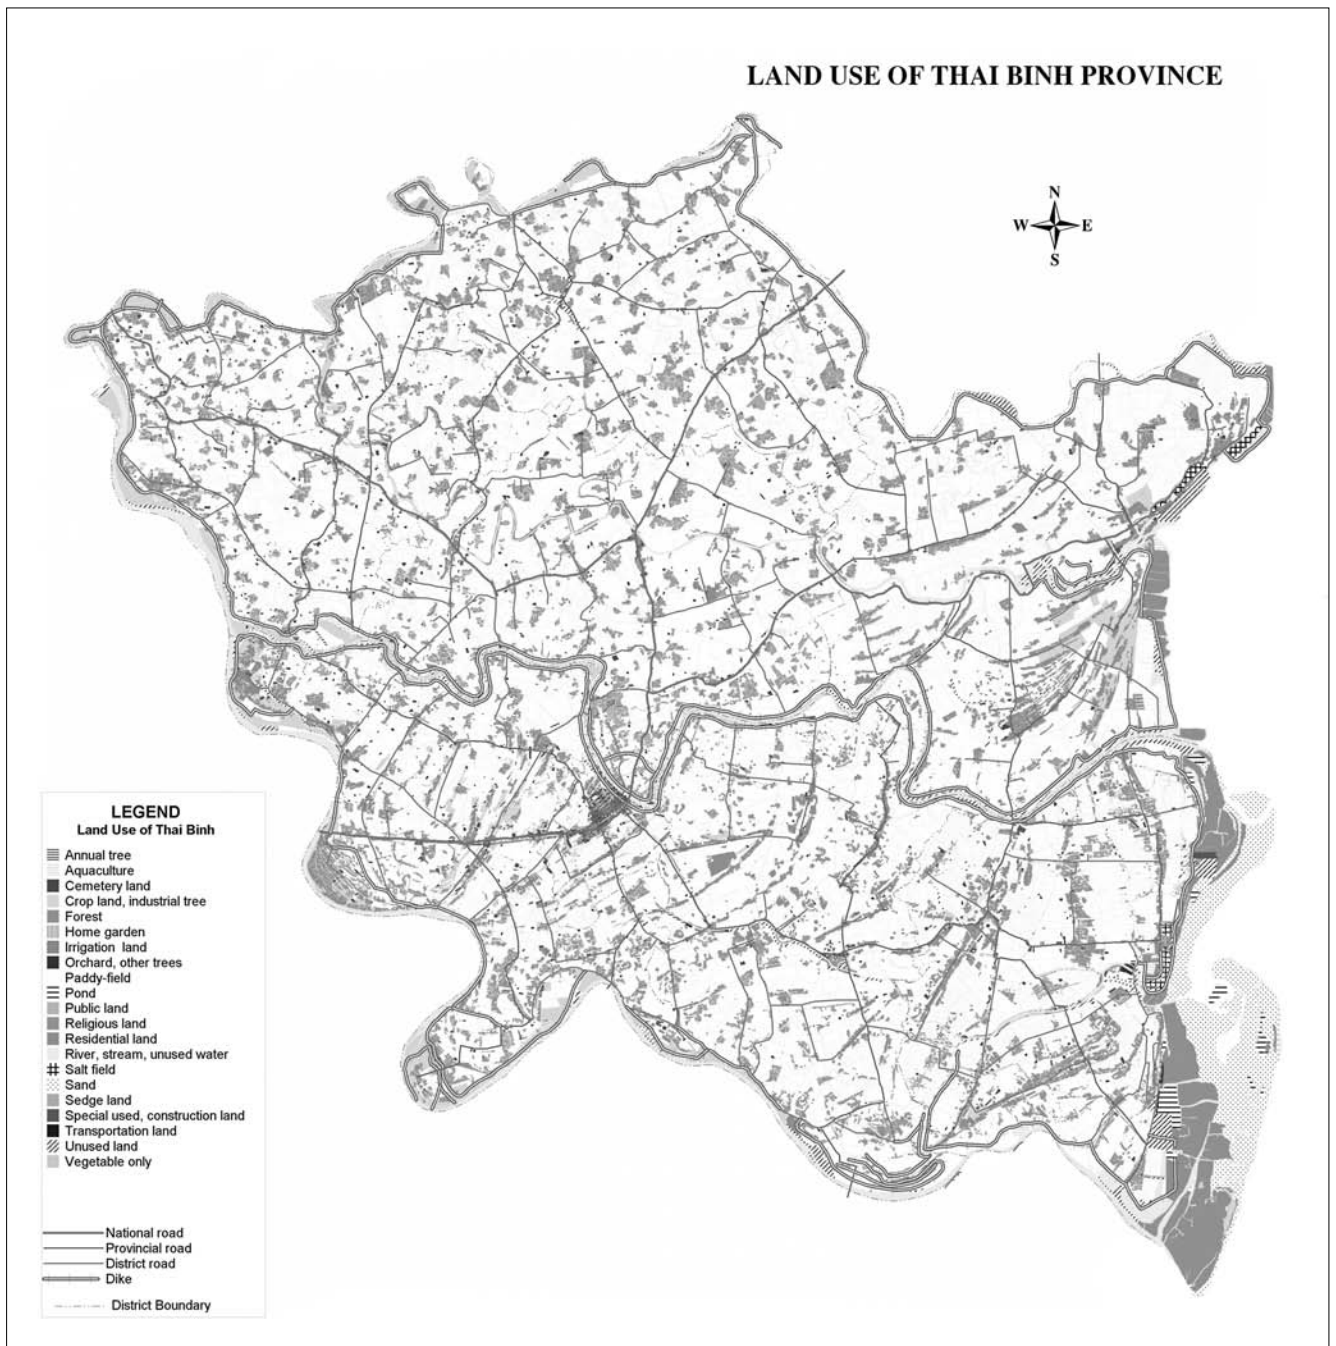 LAND USE OF THAI BINH PROVINCE
N
W E
S
LEGEND
Land Use of Thai Binh
Annual tree
Aquaculture
Cemetery land
Crop land, industrial tree
Forest
Home garden
Irrigation land
Orchard, other trees
Paddy-field
Pond
Public land
Religious land
Residential land
River, stream, unused water
Salt field
Sand
Sedge land
Special used, construction land
Transportation land
Unused land
Vegetable only
National road
Provincial road
District road
Dike
District Boundary